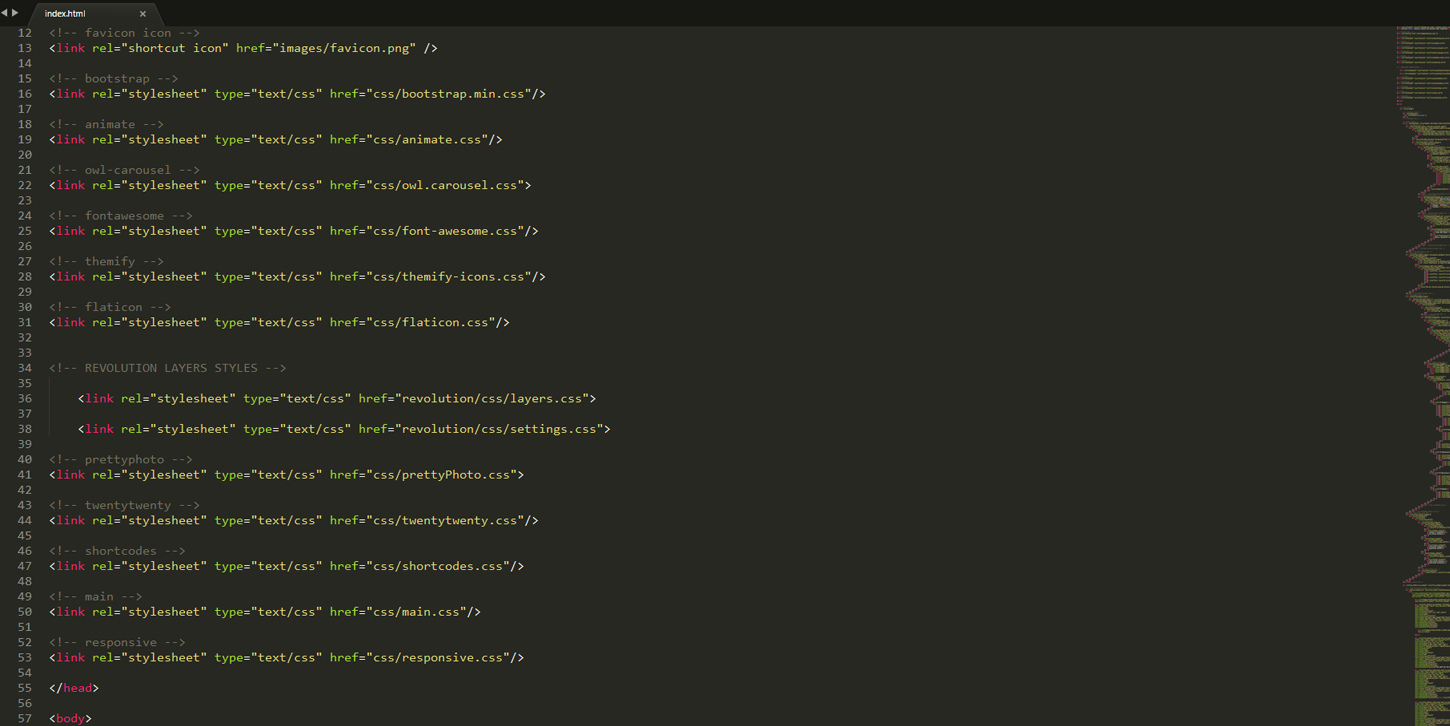 index.html ×
12 <!-- favicon icon -->
13 <link rel="shortcut icon" href="images/favicon.png" />
14
15 <!-- bootstrap -->
16 <link rel="stylesheet" type="text/css" href="css/bootstrap.min.css"/>
17
18 <!-- animate -->
19 <link rel="stylesheet" type="text/css" href="css/animate.css"/>
20
21 <!-- owl-carousel -->
22 <link rel="stylesheet" type="text/css" href="css/owl.carousel.css">
23
24 <!-- fontawesome -->
25 <link rel="stylesheet" type="text/css" href="css/font-awesome.css"/>
26
27 <!-- themify -->
28 <link rel="stylesheet" type="text/css" href="css/themify-icons.css"/>
29
30 <!-- flaticon -->
31 <link rel="stylesheet" type="text/css" href="css/flaticon.css"/>
32
33
34 <!-- REVOLUTION LAYERS STYLES -->
35
36     <link rel="stylesheet" type="text/css" href="revolution/css/layers.css">
37
38     <link rel="stylesheet" type="text/css" href="revolution/css/settings.css">
39
40 <!-- prettyphoto -->
41 <link rel="stylesheet" type="text/css" href="css/prettyPhoto.css">
42
43 <!-- twentytwenty -->
44 <link rel="stylesheet" type="text/css" href="css/twentytwenty.css"/>
45
46 <!-- shortcodes -->
47 <link rel="stylesheet" type="text/css" href="css/shortcodes.css"/>
48
49 <!-- main -->
50 <link rel="stylesheet" type="text/css" href="css/main.css"/>
51
52 <!-- responsive -->
53 <link rel="stylesheet" type="text/css" href="css/responsive.css"/>
54
55 </head>
56
57 <body>